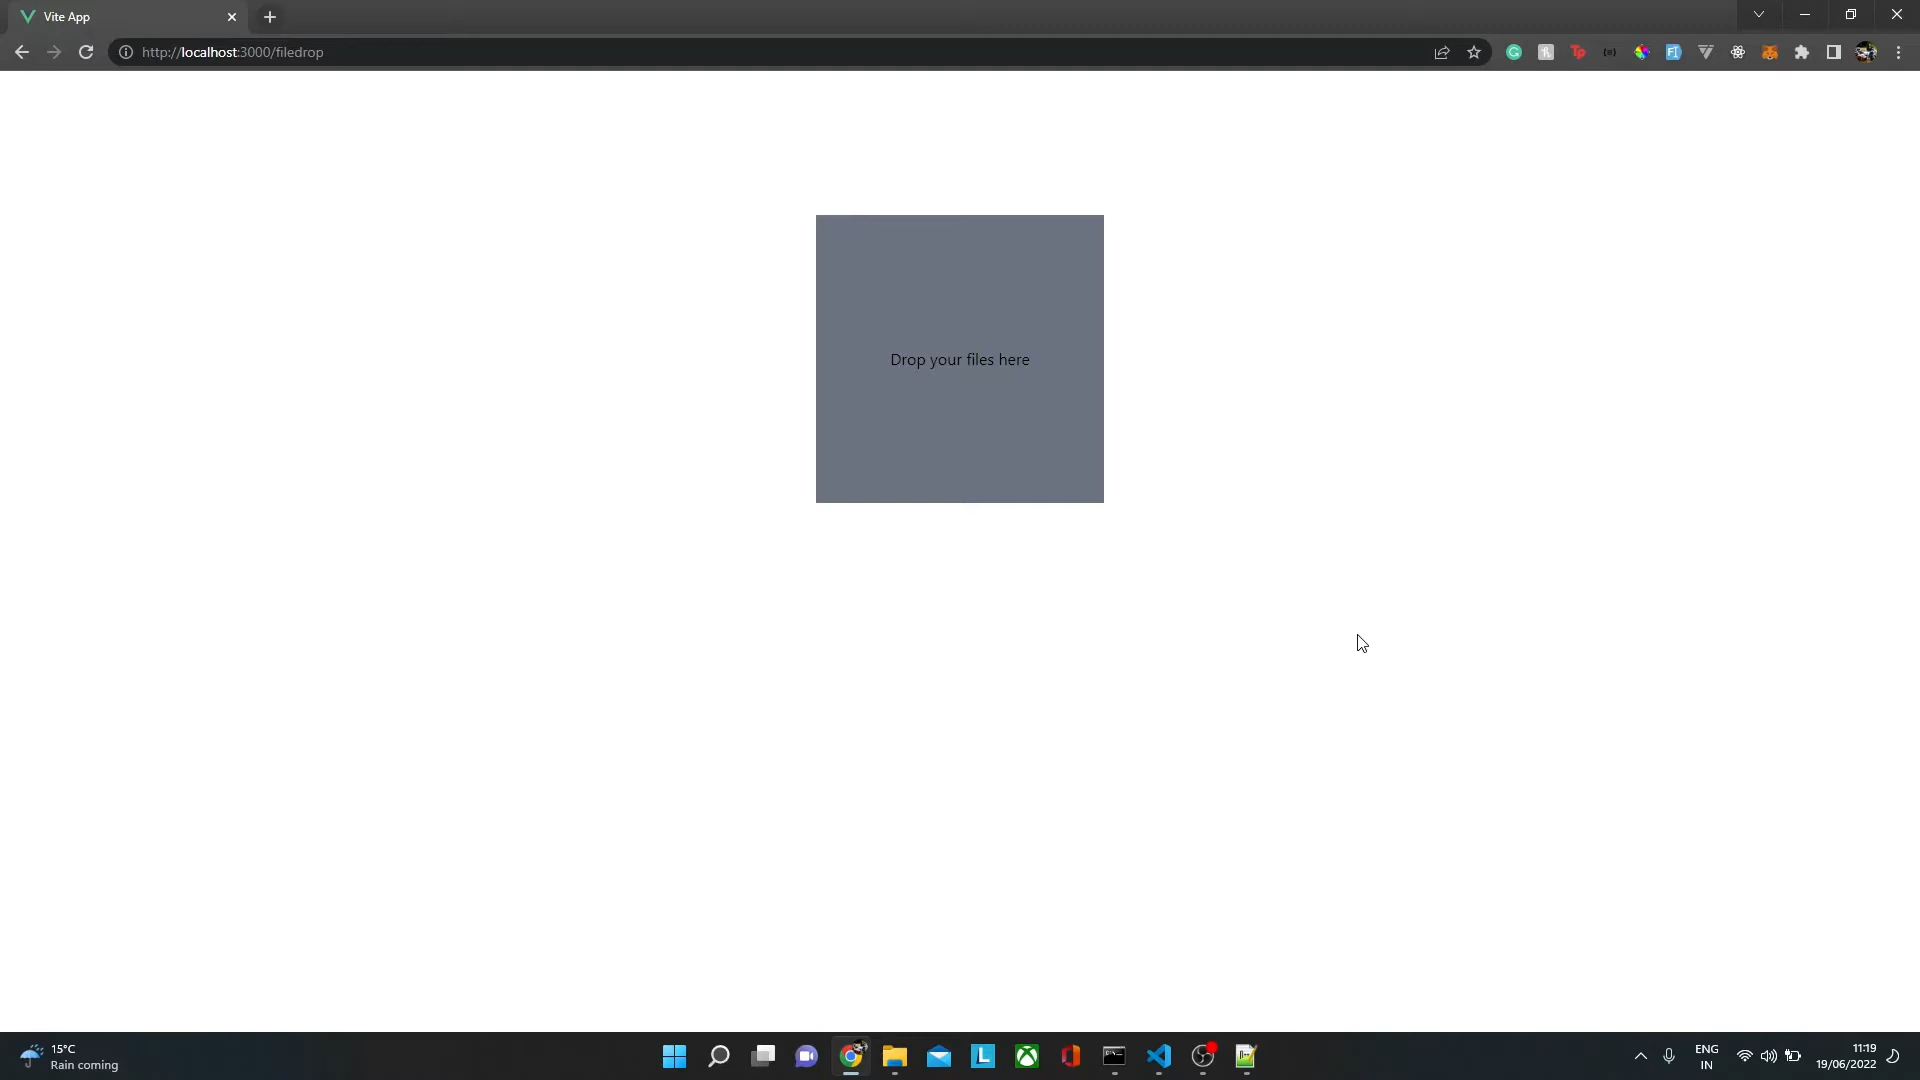 Vite App
http://localhost:3000/filedrop
Drop your files here
15°C
Rain coming
ENG
IN
11:19
19/06/2022